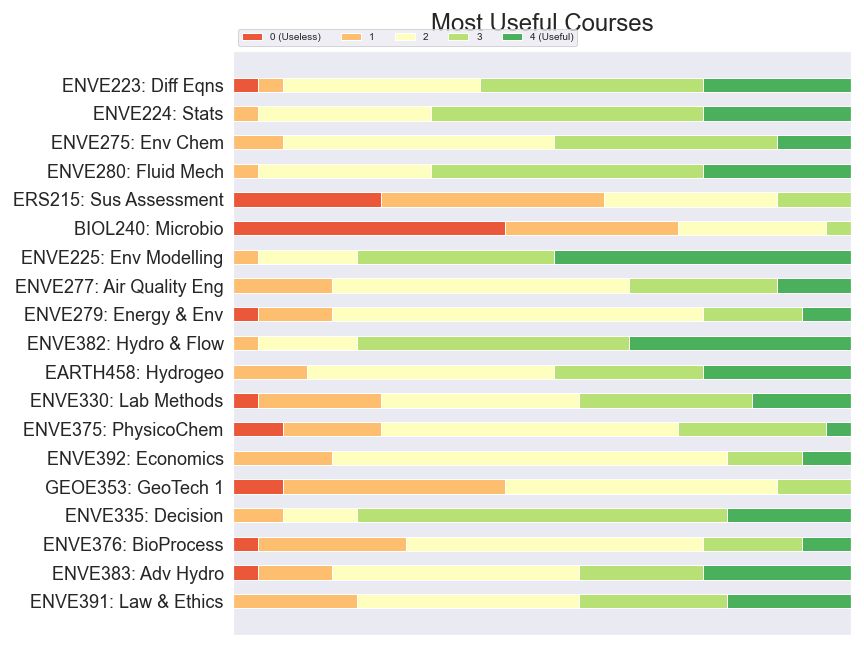 Most Useful Courses
0 (Useless) 1 2 3 4 (Useful)
ENVE223: Diff Eqns
ENVE224: Stats
ENVE275: Env Chem
ENVE280: Fluid Mech
ERS215: Sus Assessment
BIOL240: Microbio
ENVE225: Env Modelling
ENVE277: Air Quality Eng
ENVE279: Energy & Env
ENVE382: Hydro & Flow
EARTH458: Hydrogeo
ENVE330: Lab Methods
ENVE375: PhysicoChem
ENVE392: Economics
GEOE353: GeoTech 1
ENVE335: Decision
ENVE376: BioProcess
ENVE383: Adv Hydro
ENVE391: Law & Ethics